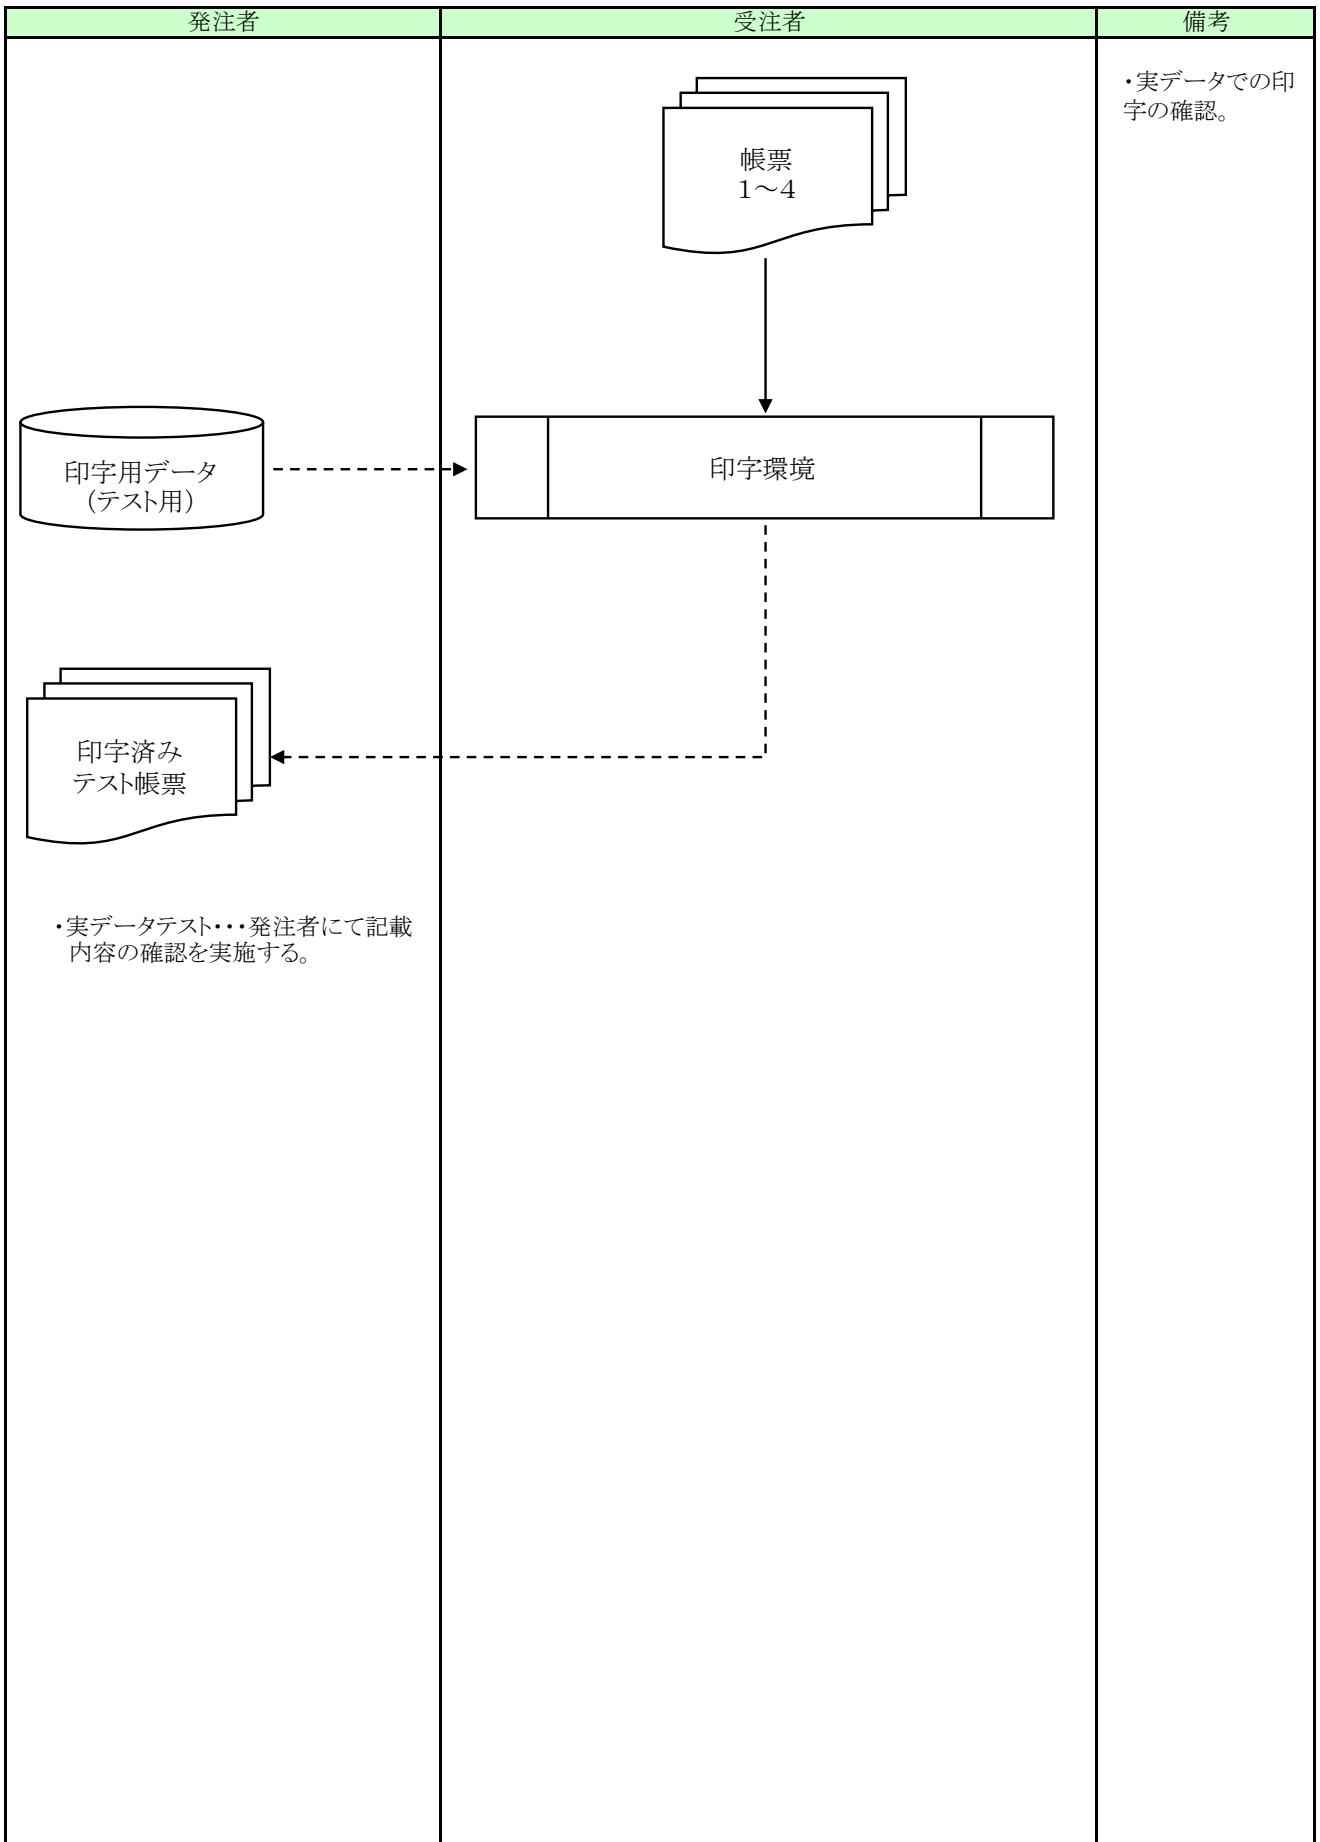 発注者
受注者
備考
・実データでの印
字の確認。
帳票
１～４
印字用データ
（テスト用）
印字環境
印字済み
テスト帳票
・実データテスト・・・発注者にて記載
内容の確認を実施する。